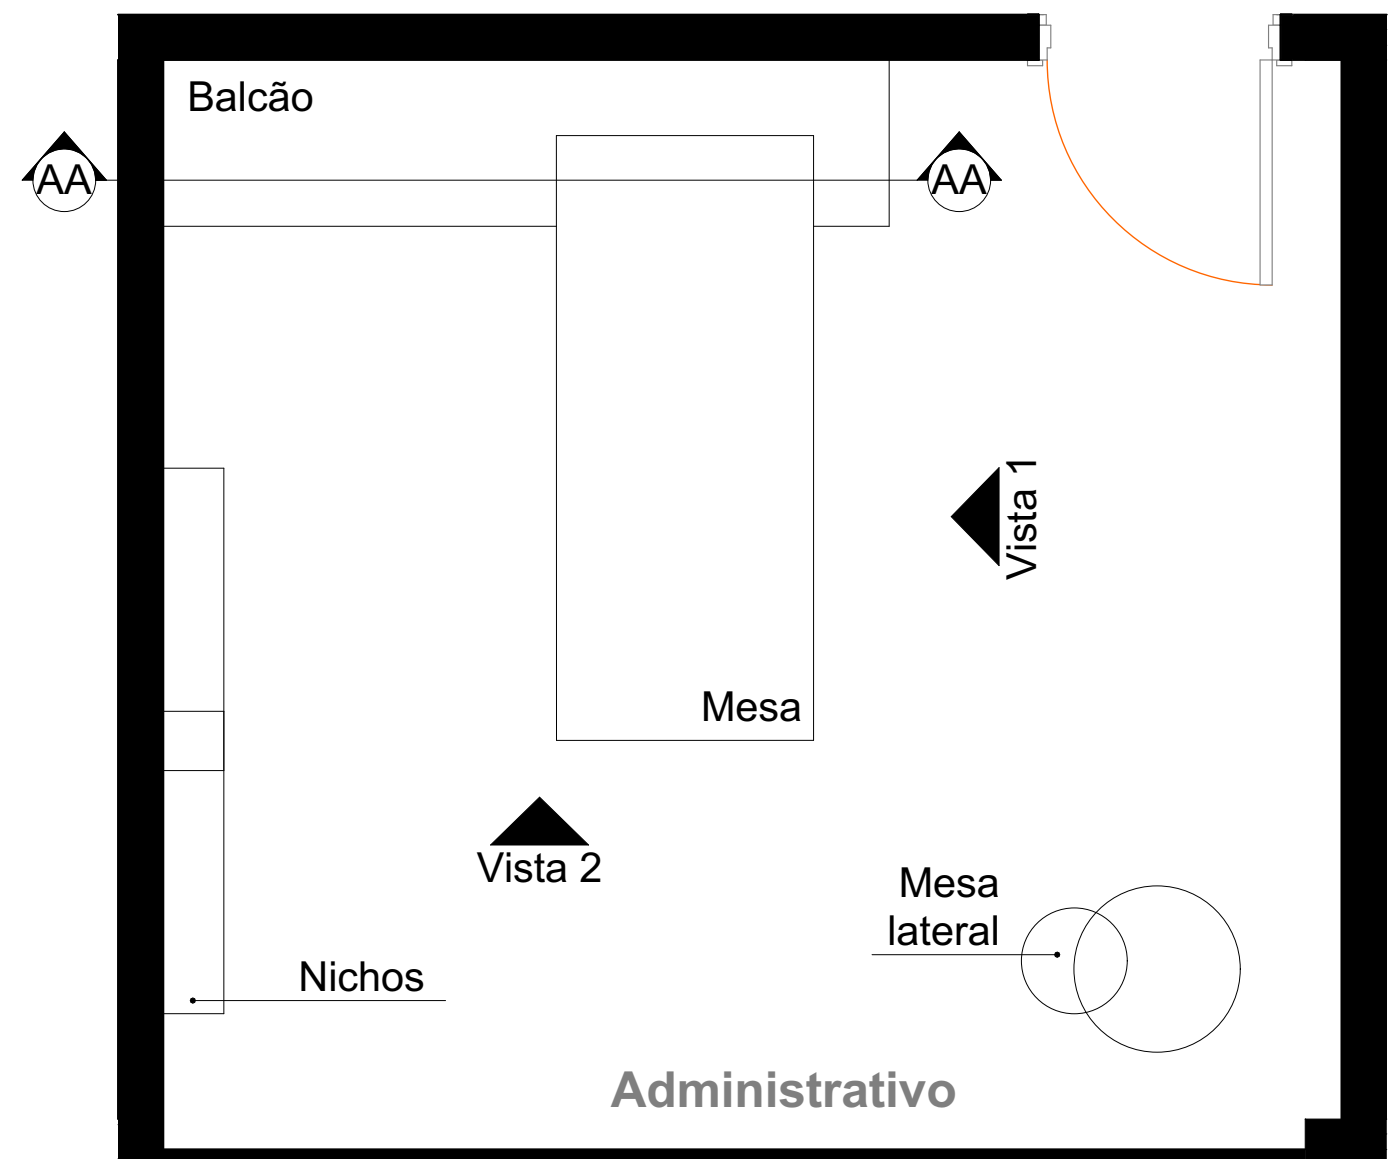 Balcão
AA
AA
Vista 1
Mesa
Vista 2
Mesa
lateral
Nichos
Administrativo